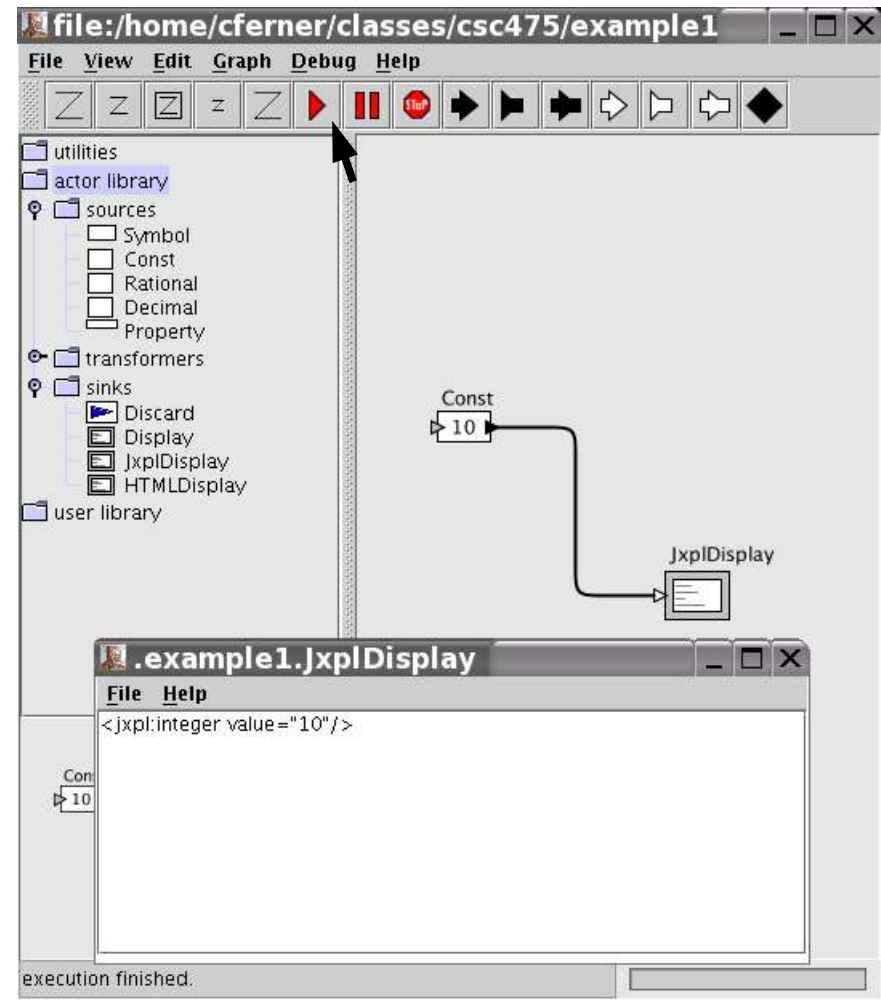 file:/home/cferner/classes/csc475/example1
File View Edit Graph Debug Help
Z Z Z Z Z STOP
utilities
actor library
sources
Symbol
Const
Rational
Decimal
Property
transformers
sinks
Discard
Display
JxplDisplay
HTMLDisplay
user library
Const
10
JxplDisplay
.example1.JxplDisplay
File Help
<jxpl:integer value="10"/>
Con
10
execution finished.